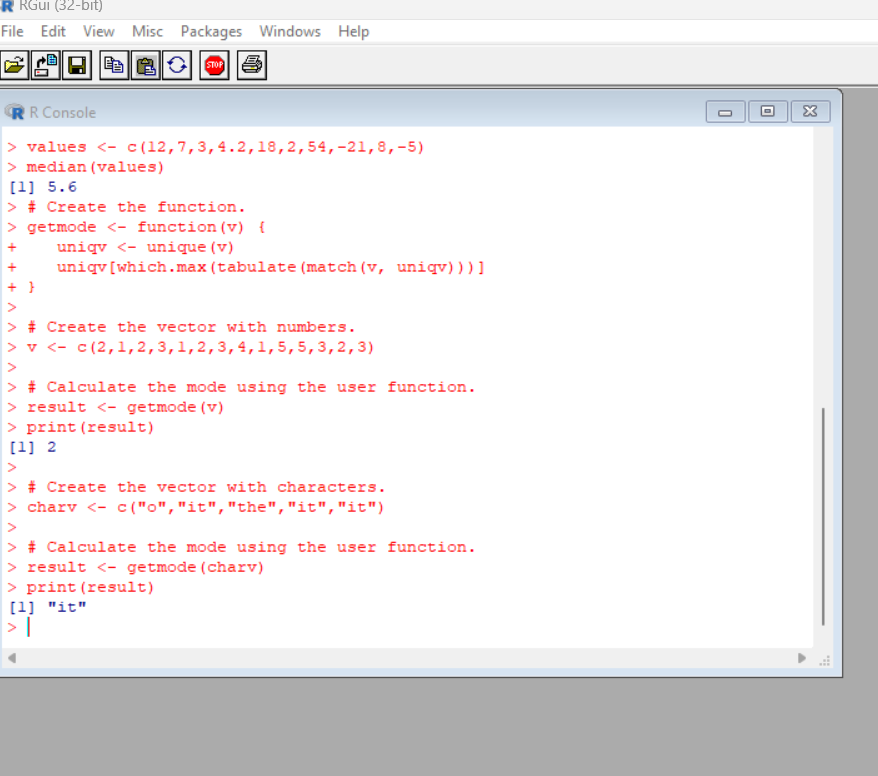 RGui (32-bit)
File Edit View Misc Packages Windows Help
STOP
R Console
> values <- c(12,7,3,4.2,18,2,54,-21,8,-5)
> median(values)
[1] 5.6
> # Create the function.
> getmode <- function(v) {
+    uniqv <- unique(v)
+    uniqv[which.max(tabulate(match(v, uniqv)))]
+ }
>
> # Create the vector with numbers.
> v <- c(2,1,2,3,1,2,3,4,1,5,5,3,2,3)
>
> # Calculate the mode using the user function.
> result <- getmode(v)
> print(result)
[1] 2
>
> # Create the vector with characters.
> charv <- c("o","it","the","it","it")
>
> # Calculate the mode using the user function.
> result <- getmode(charv)
> print(result)
[1] "it"
>